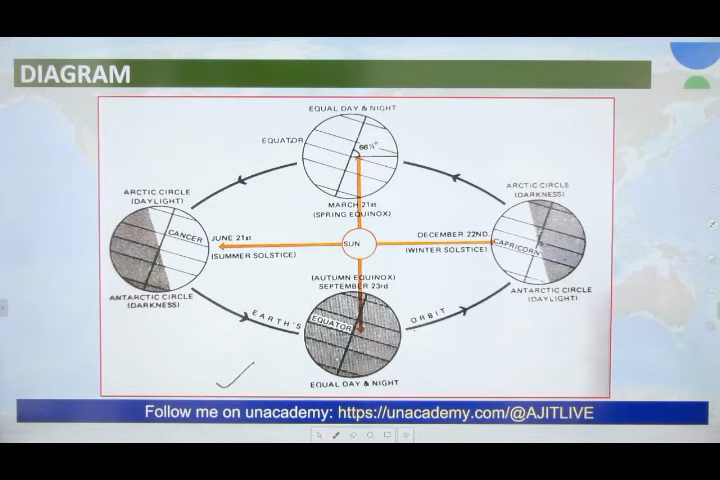 DIAGRAM
EQUAL DAY & NIGHT
EQUATOR
66½°
MARCH 21st
(SPRING EQUINOX)
ARCTIC CIRCLE
(DAYLIGHT)
ARCTIC CIRCLE
(DARKNESS)
CANCER
JUNE 21st
(SUMMER SOLSTICE)
SUN
DECEMBER 22ND
(WINTER SOLSTICE)
CAPRICORN
ANTARCTIC CIRCLE
(DARKNESS)
ANTARCTIC CIRCLE
(DAYLIGHT)
(AUTUMN EQUINOX)
SEPTEMBER 23rd
EARTH'S
ORBIT
EQUATOR
EQUAL DAY & NIGHT
Follow me on unacademy: https://unacademy.com/@AJITLIVE